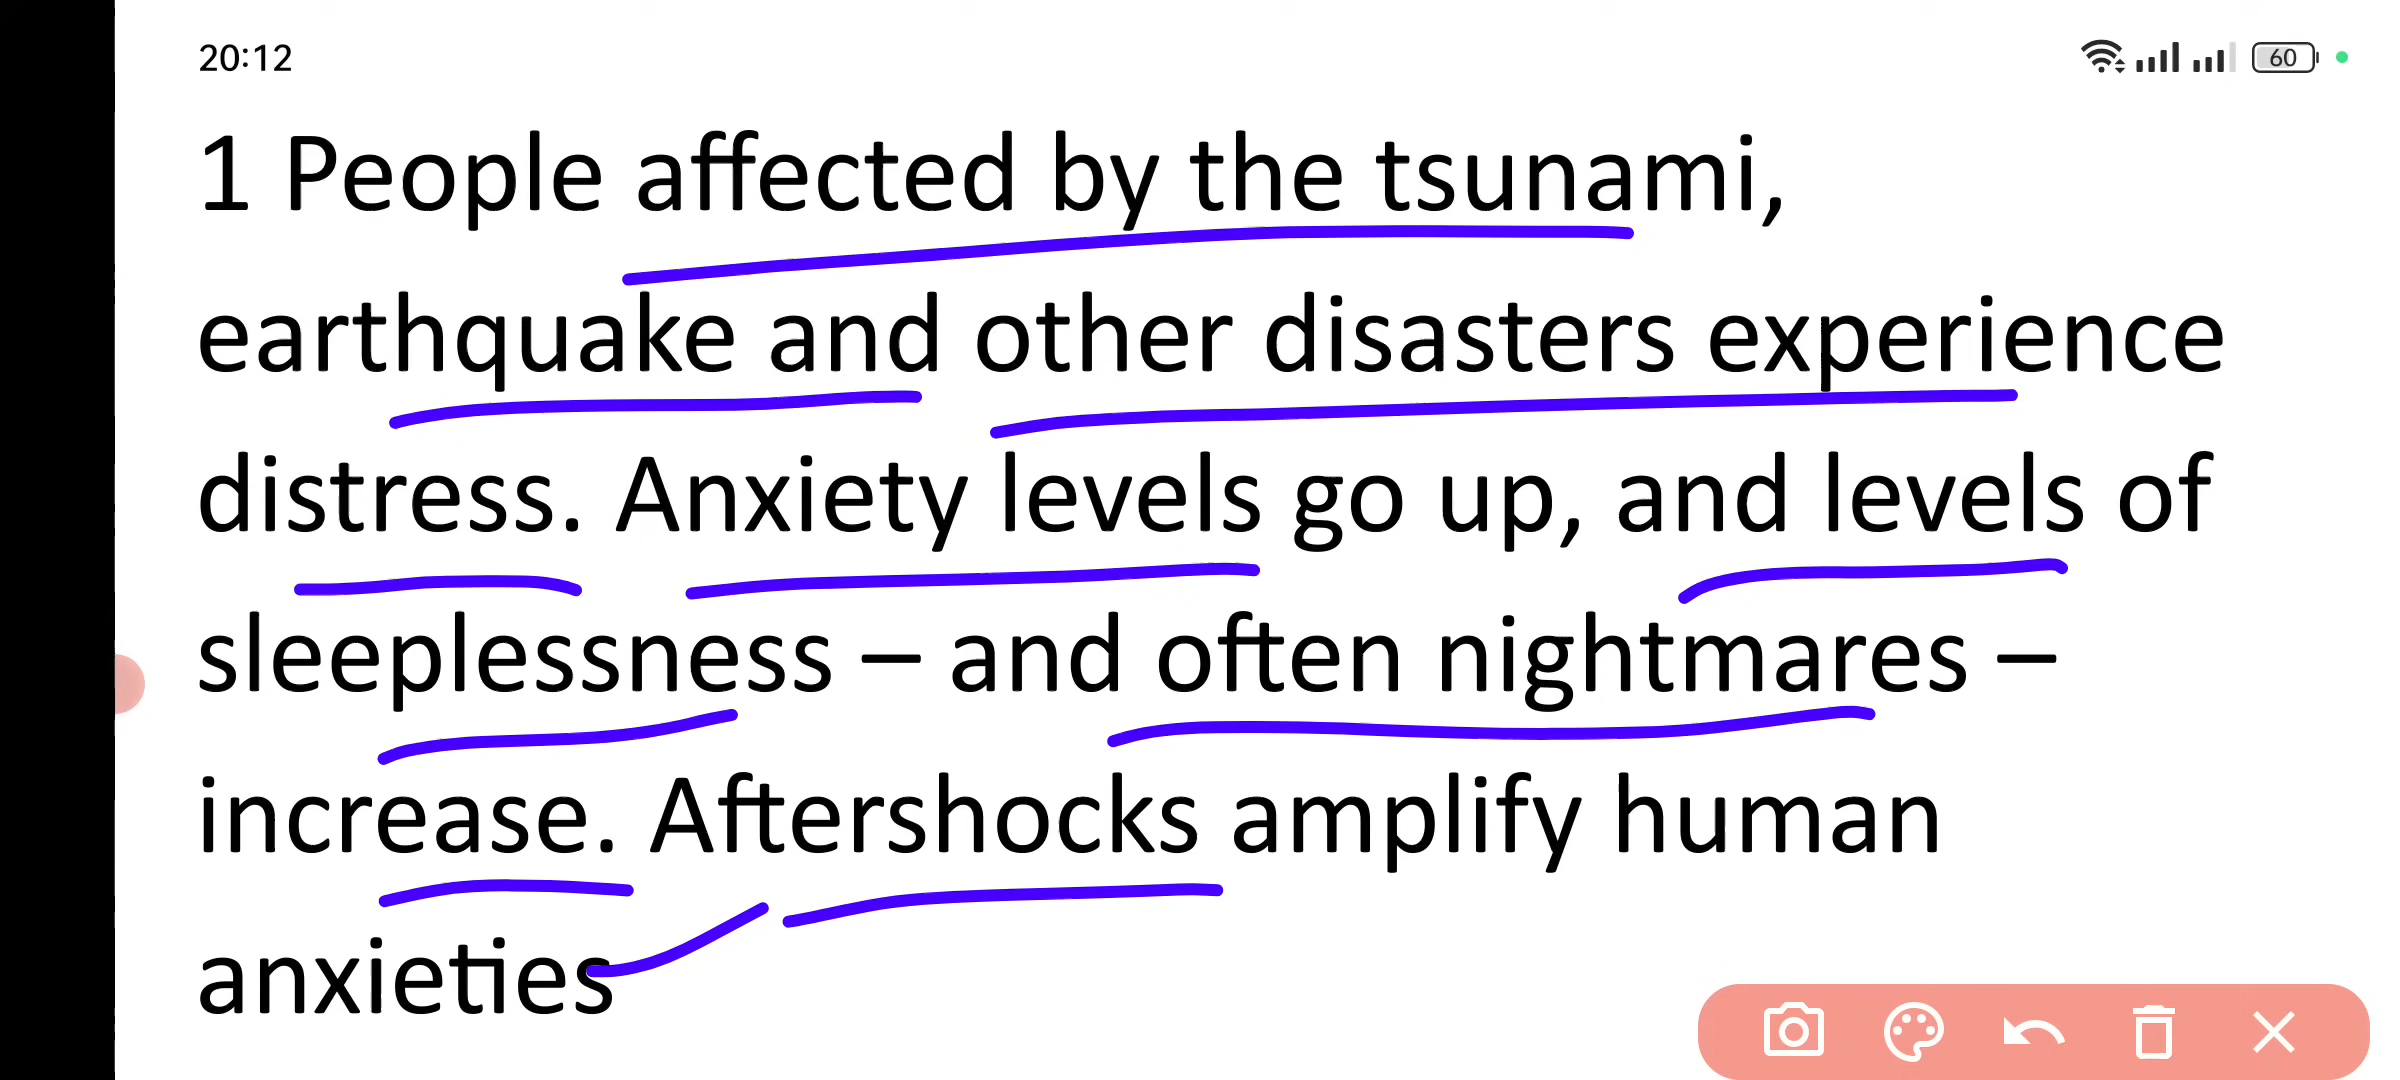 20:12
60
1 People affected by the tsunami,
earthquake and other disasters experience
distress. Anxiety levels go up, and levels of
sleeplessness – and often nightmares –
increase. Aftershocks amplify human
anxieties